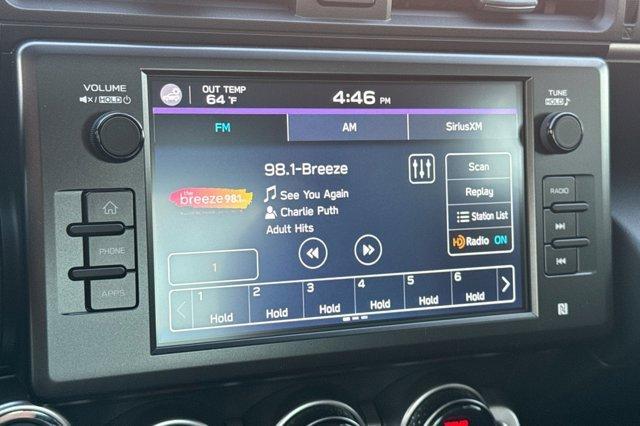 VOLUME
/ HOLD
OUT TEMP
64 °F
4:46 PM
TUNE
HOLD
FM
AM
SiriusXM
98.1-Breeze
Scan
RADIO
the
breeze 98.1
See You Again
Replay
Charlie Puth
Station List
Adult Hits
HD Radio ON
PHONE
APPS
1
1
Hold
2
Hold
3
Hold
4
Hold
5
Hold
6
Hold